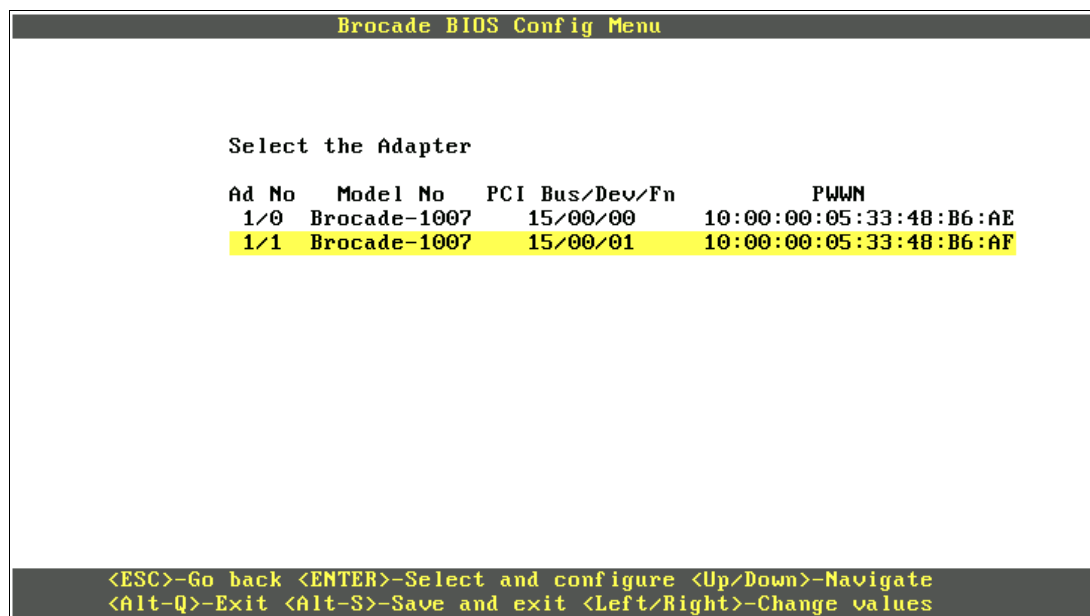 Brocade BIOS Config Menu
Select the Adapter
Ad No Model No PCI Bus/Dev/Fn PWWN
1/0 Brocade-1007 15/00/00 10:00:00:05:33:48:B6:AE
1/1 Brocade-1007 15/00/01 10:00:00:05:33:48:B6:AF
<ESC>-Go back <ENTER>-Select and configure <Up/Down>-Navigate
<Alt-Q>-Exit <Alt-S>-Save and exit <Left/Right>-Change values